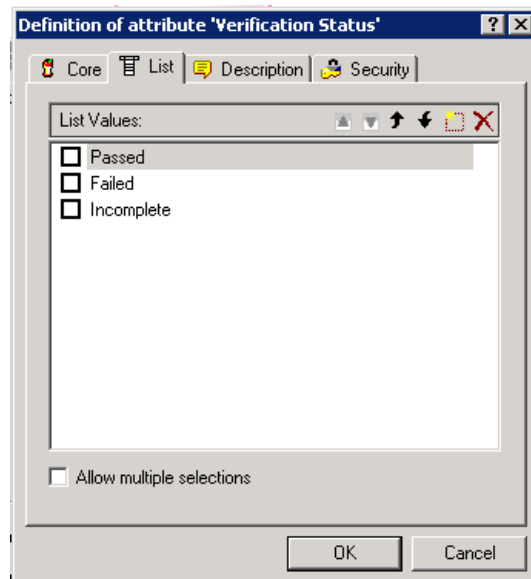 Definition of attribute 'Verification Status'
Core List Description Security
List Values:
Passed
Failed
Incomplete
Allow multiple selections
OK Cancel